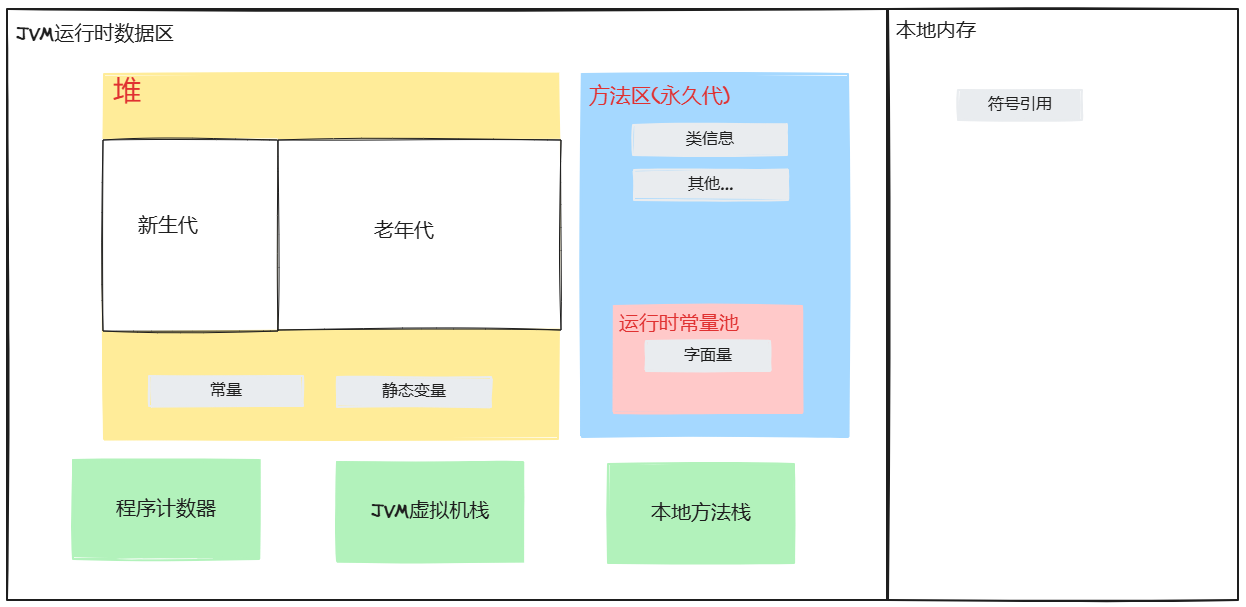 JVM运行时数据区
本地内存
堆
方法区(永久代)
符号引用
类信息
其他...
新生代
老年代
运行时常量池
字面量
常量
静态变量
程序计数器
JVM虚拟机栈
本地方法栈